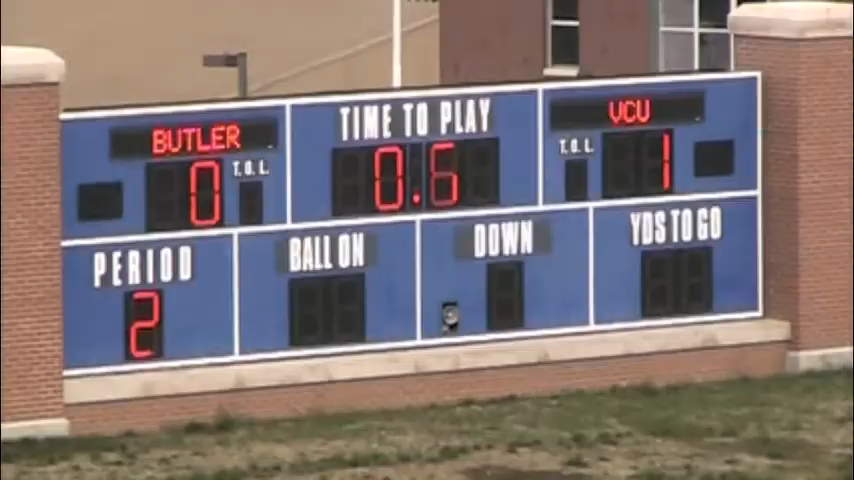 BUTLER TIME TO PLAY VCU
0 T.O.L. 0.6 T.O.L. 1
PERIOD BALL ON DOWN YDS TO GO
2